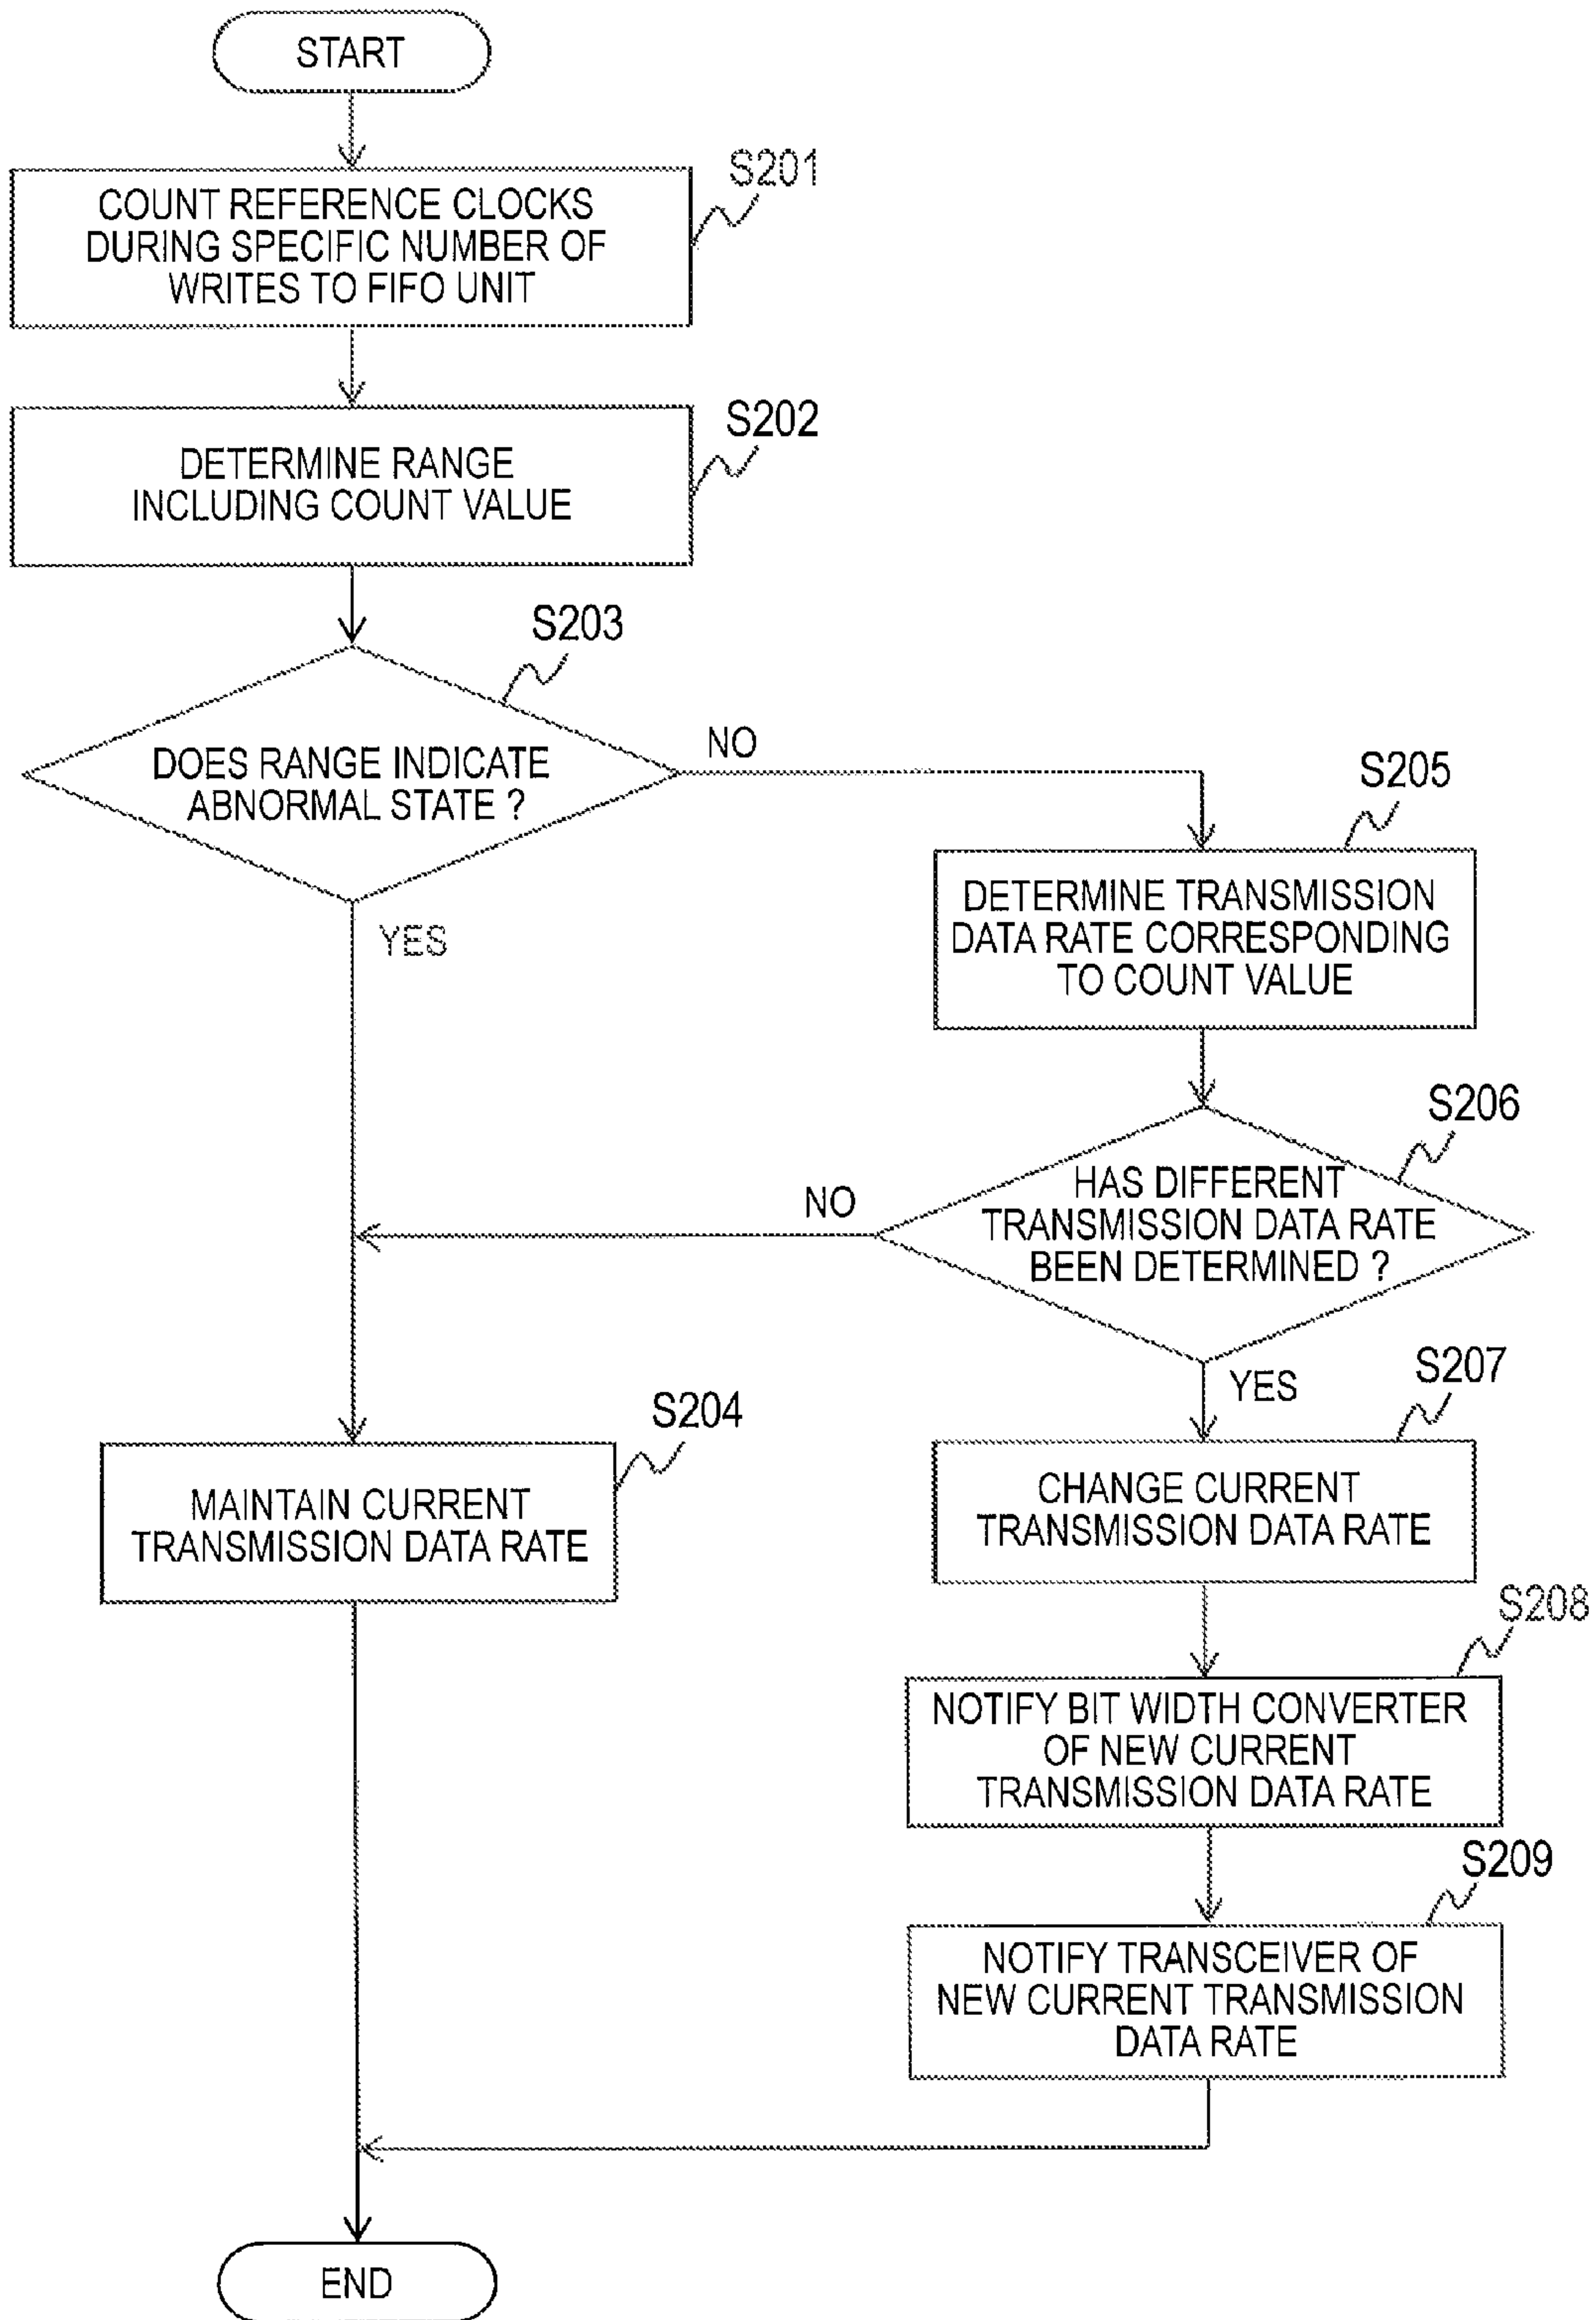 START
S201
COUNT REFERENCE CLOCKS
DURING SPECIFIC NUMBER OF
WRITES TO FIFO UNIT
S202
DETERMINE RANGE
INCLUDING COUNT VALUE
S203
DOES RANGE INDICATE
ABNORMAL STATE ?
NO
YES
S205
DETERMINE TRANSMISSION
DATA RATE CORRESPONDING
TO COUNT VALUE
S206
HAS DIFFERENT
TRANSMISSION DATA RATE
BEEN DETERMINED ?
NO
YES
S204
MAINTAIN CURRENT
TRANSMISSION DATA RATE
S207
CHANGE CURRENT
TRANSMISSION DATA RATE
S208
NOTIFY BIT WIDTH CONVERTER
OF NEW CURRENT
TRANSMISSION DATA RATE
S209
NOTIFY TRANSCEIVER OF
NEW CURRENT TRANSMISSION
DATA RATE
END